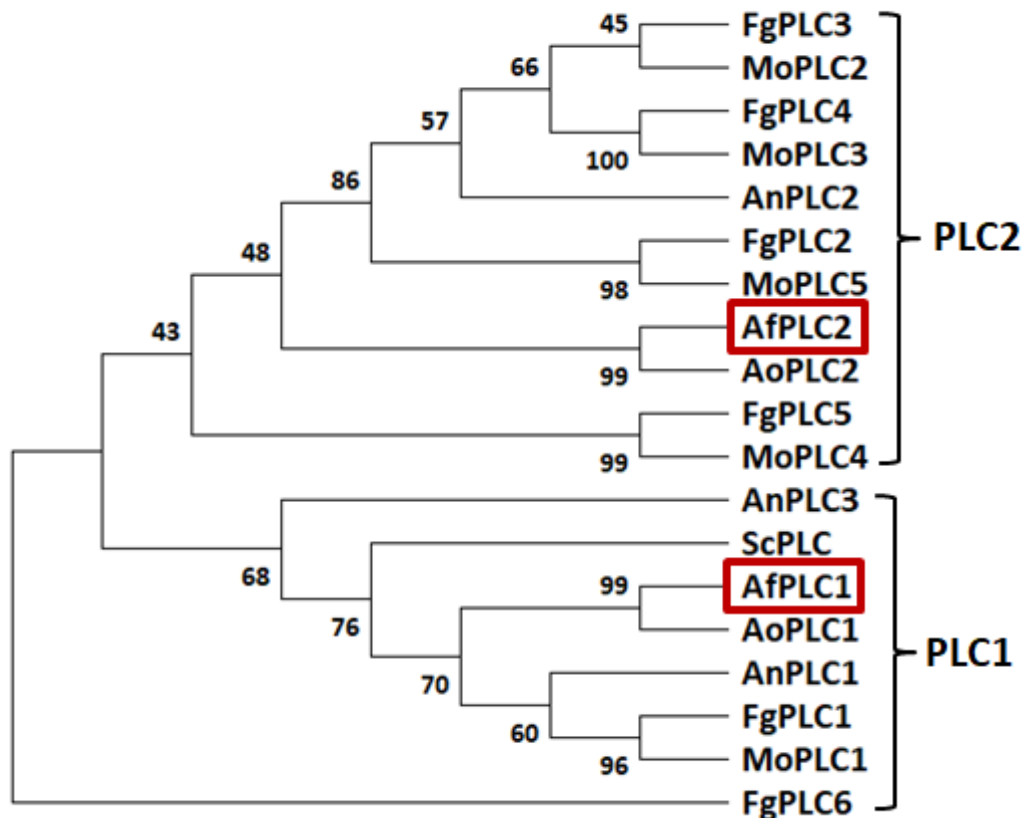 45
FgPLC3
MoPLC2
66
FgPLC4
57
100
MoPLC3
86
AnPLC2
FgPLC2
PLC2
48
98
MoPLC5
43
AfPLC2
99
AoPLC2
FgPLC5
99
MoPLC4
AnPLC3
68
ScPLC
99
AfPLC1
76
AoPLC1
PLC1
70
AnPLC1
60
FgPLC1
96
MoPLC1
FgPLC6